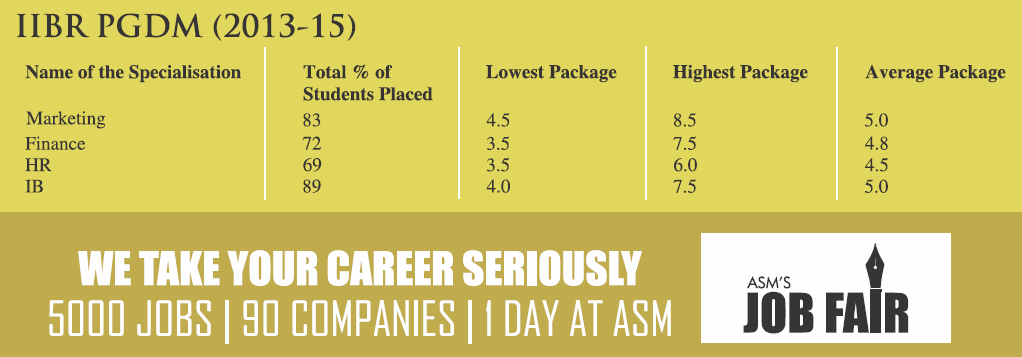 IIBR PGDM (2013-15)
Name of the Specialisation Total % of Students Placed Lowest Package Highest Package Average Package
Marketing 83 4.5 8.5 5.0
Finance 72 3.5 7.5 4.8
HR 69 3.5 6.0 4.5
IB 89 4.0 7.5 5.0
WE TAKE YOUR CAREER SERIOUSLY
5000 JOBS | 90 COMPANIES | 1 DAY AT ASM
ASM'S
JOB FAIR